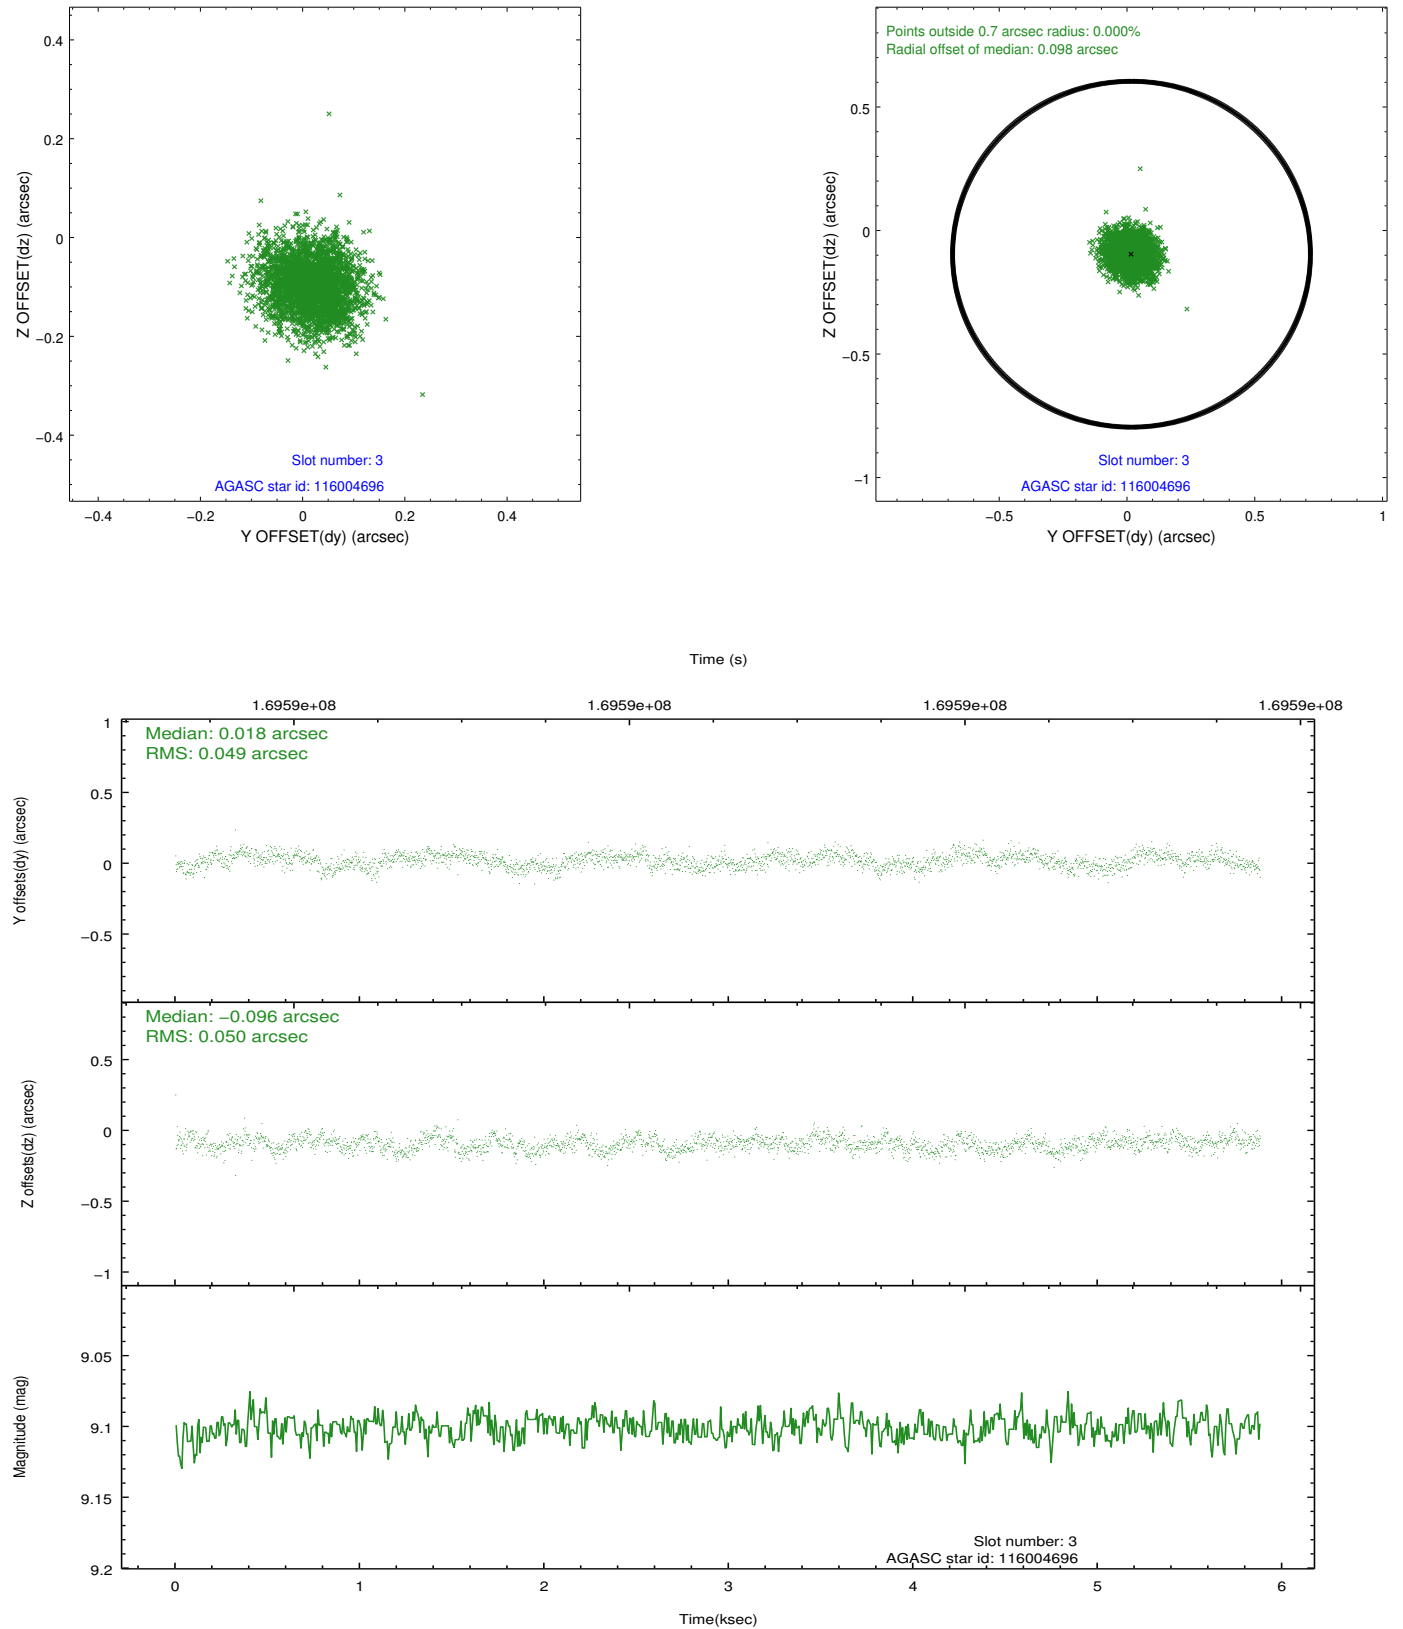 0.4
0.2
0
−0.2
−0.4
Z OFFSET(dz) (arcsec)
Slot number: 3
AGASC star id: 116004696
−0.4 −0.2 0 0.2 0.4
Y OFFSET(dy) (arcsec)
Points outside 0.7 arcsec radius: 0.000%
Radial offset of median: 0.098 arcsec
0.5
0
−0.5
−1
Z OFFSET(dz) (arcsec)
Slot number: 3
AGASC star id: 116004696
−0.5 0 0.5 1
Y OFFSET(dy) (arcsec)
Time (s)
1.6959e+08 1.6959e+08 1.6959e+08 1.6959e+08
Median: 0.018 arcsec
RMS: 0.049 arcsec
1
0.5
0
−0.5
Y offsets(dy) (arcsec)
Median: −0.096 arcsec
RMS: 0.050 arcsec
0.5
0
−0.5
−1
Z offsets(dz) (arcsec)
9.05
9.1
9.15
9.2
Magnitude (mag)
Slot number: 3
AGASC star id: 116004696
0 1 2 3 4 5 6
Time(ksec)